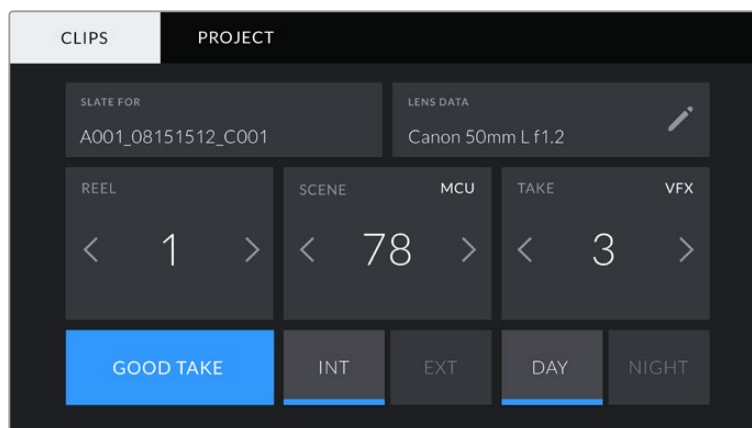 CLIPS PROJECT
SLATE FOR
A001_08151512_C001
LENS DATA
Canon 50mm L f1.2
REEL
1
SCENE MCU
78
TAKE VFX
3
GOOD TAKE
INT
EXT
DAY
NIGHT